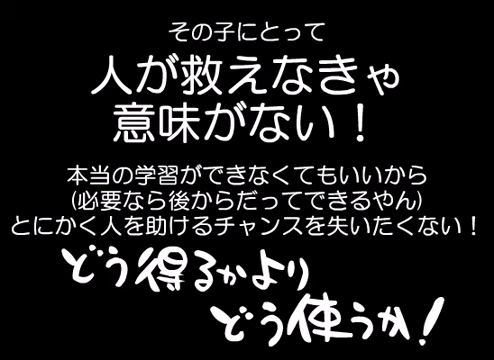 その子にとって
人が救えなきゃ
意味がない！
本当の学習ができなくてもいいから
(必要なら後からだってできるやん)
とにかく人を助けるチャンスを失いたくない！
どう得るかより
どう使うか！